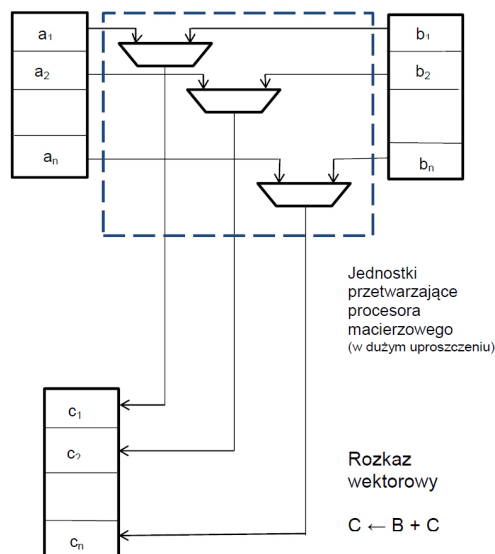 a₁
b₁
a₂
b₂
aₙ
bₙ
Jednostki
przetwarzające
procesora
macierzowego
(w dużym uproszczeniu)
c₁
c₂
cₙ
Rozkaz
wektorowy
C ← B + C